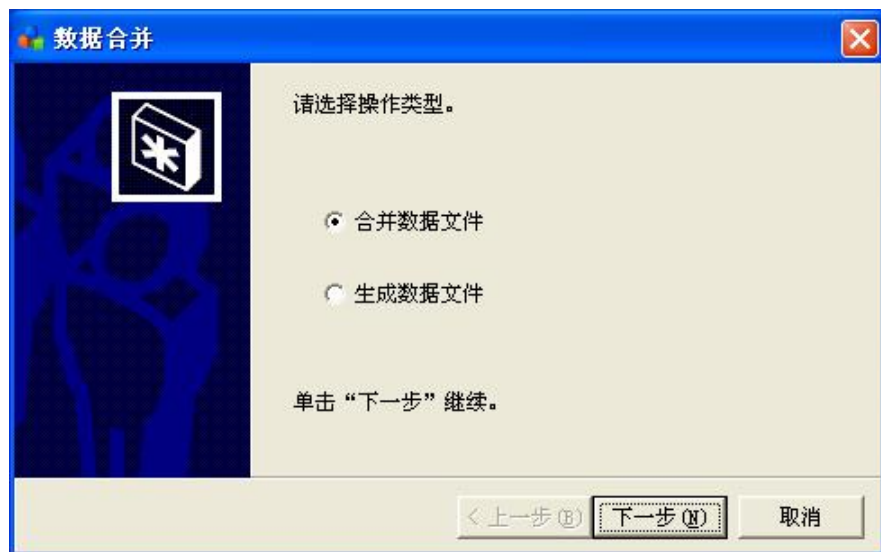 数据合并
请选择操作类型。
合并数据文件
生成数据文件
单击“下一步”继续。
< 上一步(B) 下一步(N) 取消